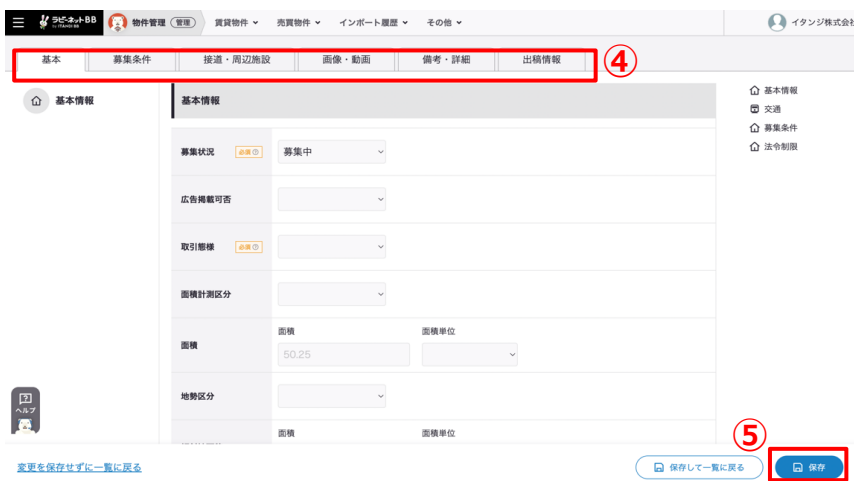 ラビーネットBB
by ITANDI BB
物件管理 管理 賃貸物件 売買物件 インポート履歴 その他 イタンジ株式会社
基本 募集条件 接道・周辺施設 画像・動画 備考・詳細 出稿情報 ④
基本情報
基本情報
基本情報
交通
募集条件
法令制限
募集状況 必須 募集中
広告掲載可否
取引態様 必須
面積計測区分
面積 面積単位
面積
50.25
地勢区分
面積 面積単位
ヘルプ
⑤
変更を保存せずに一覧に戻る 保存して一覧に戻る 保存